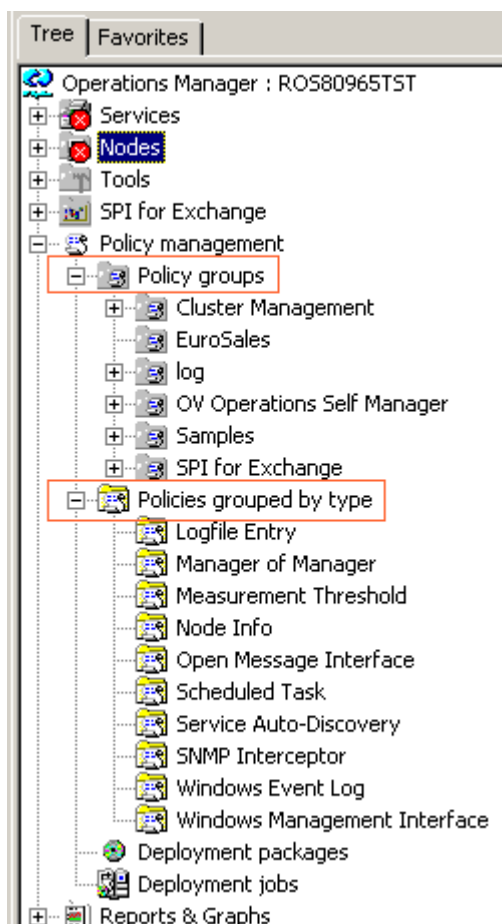 Tree Favorites
Operations Manager : ROS80965TST
Services
Nodes
Tools
SPI for Exchange
Policy management
Policy groups
Cluster Management
EuroSales
log
OV Operations Self Manager
Samples
SPI for Exchange
Policies grouped by type
Logfile Entry
Manager of Manager
Measurement Threshold
Node Info
Open Message Interface
Scheduled Task
Service Auto-Discovery
SNMP Interceptor
Windows Event Log
Windows Management Interface
Deployment packages
Deployment jobs
Reports & Graphs